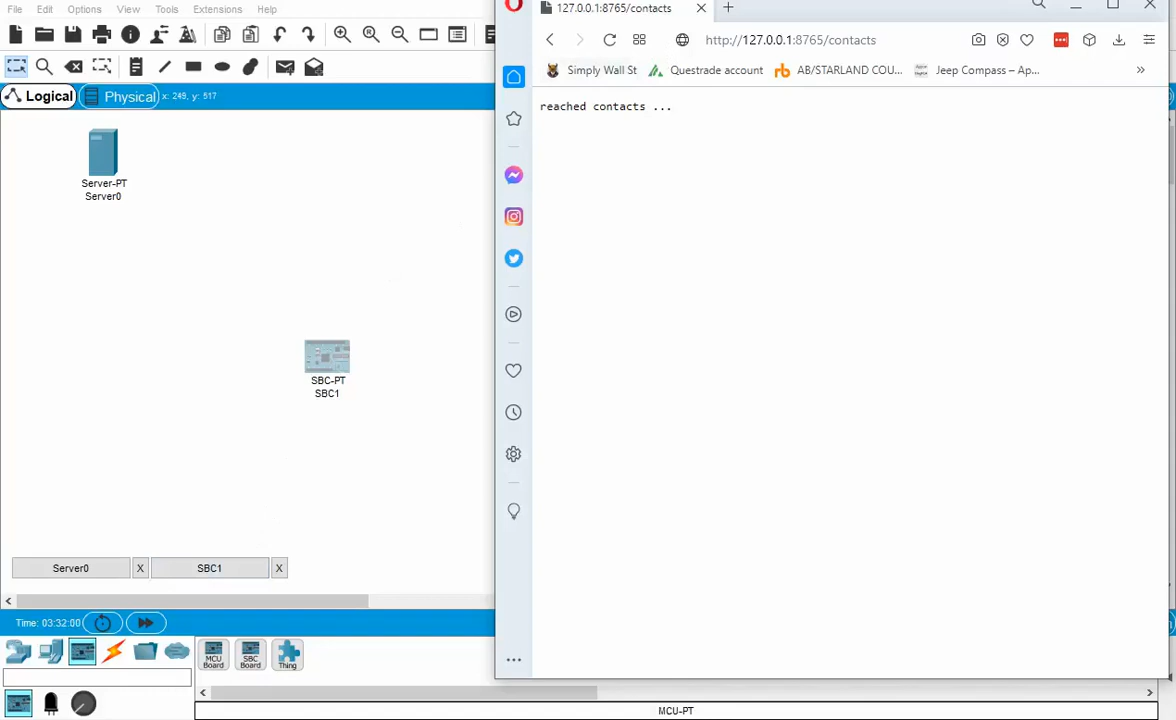 File Edit Options View Tools Extensions Window Help
Logical Physical x: 249, y: 517
Server-PT
Server0
SBC-PT
SBC1
Server0 X SBC1 X
Time: 03:32:00
MCU
Board
SBC
Board
Thing
MCU-PT
127.0.0.1:8765/contacts
http://127.0.0.1:8765/contacts
Simply Wall St Questrade account AB/STARLAND COU... Jeep Compass – Ap...
reached contacts ...